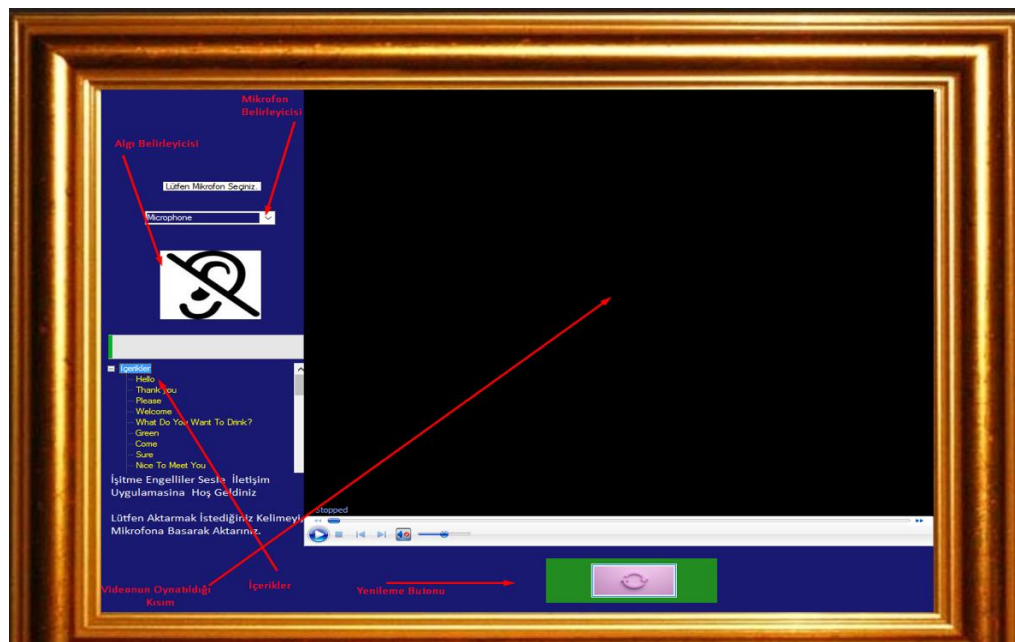 Mikrofon
Belirleyicisi
Algı Belirleyicisi
Lütfen Mikrofon Seçiniz.
Microphone
İçerikler
Hello
Thank you
Please
Welcome
What Do You Want To Drink?
Green
Come
Sure
Nice To Meet You
İşitme Engelliler Sesle İletişim
Uygulamasina Hoş Geldiniz
Lütfen Aktarmak İstediğiniz Kelimeyi,
Mikrofona Basarak Aktarınız.
Stopped
Videonun Oynatıldığı
Kısım
İçerikler
Yenileme Butonu